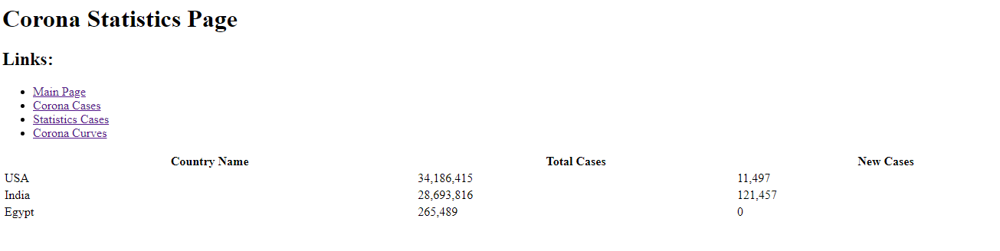 Corona Statistics Page
Links:
Main Page
Corona Cases
Statistics Cases
Corona Curves
Country Name Total Cases New Cases
USA 34,186,415 11,497
India 28,693,816 121,457
Egypt 265,489 0